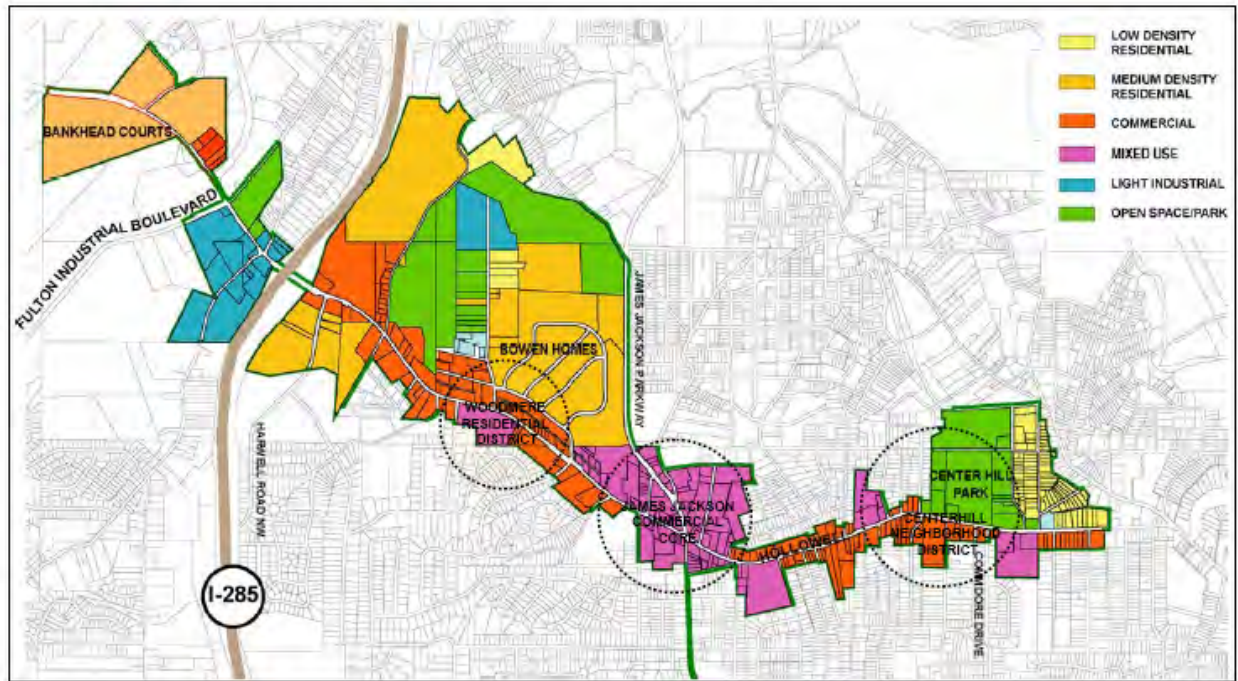 LOW DENSITY
RESIDENTIAL
MEDIUM DENSITY
RESIDENTIAL
COMMERCIAL
MIXED USE
LIGHT INDUSTRIAL
OPEN SPACE/PARK
BANKHEAD COURTS
FULTON INDUSTRIAL BOULEVARD
JAMES JACKSON PARKWAY
BOWEN HOMES
WOODMERE
RESIDENTIAL
DISTRICT
HARWELL ROAD NW
JAMES JACKSON
COMMERCIAL
CORE
HOLLOWELL
CENTER HILL
PARK
CENTERHILL
NEIGHBORHOOD
DISTRICT
COMMODORE DRIVE
I-285